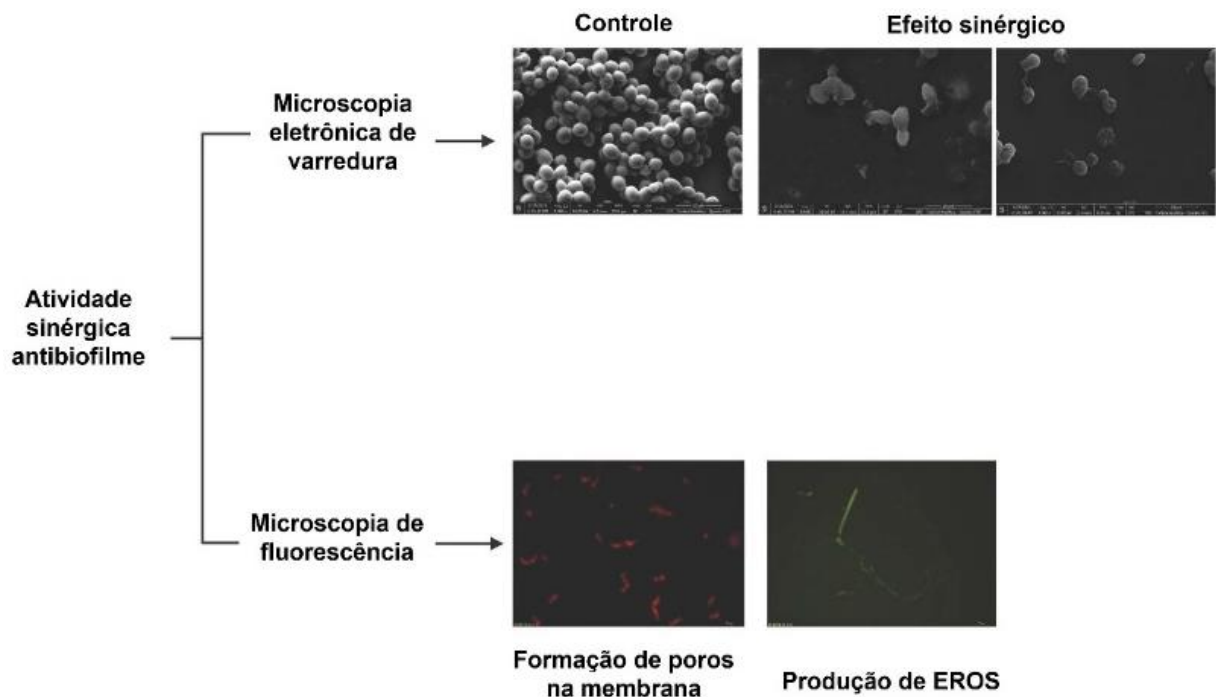 Controle
Efeito sinérgico
Microscopia
eletrônica de
varredura
Atividade
sinérgica
antibiofilme
Microscopia de
fluorescência
Formação de poros
na membrana
Produção de EROS